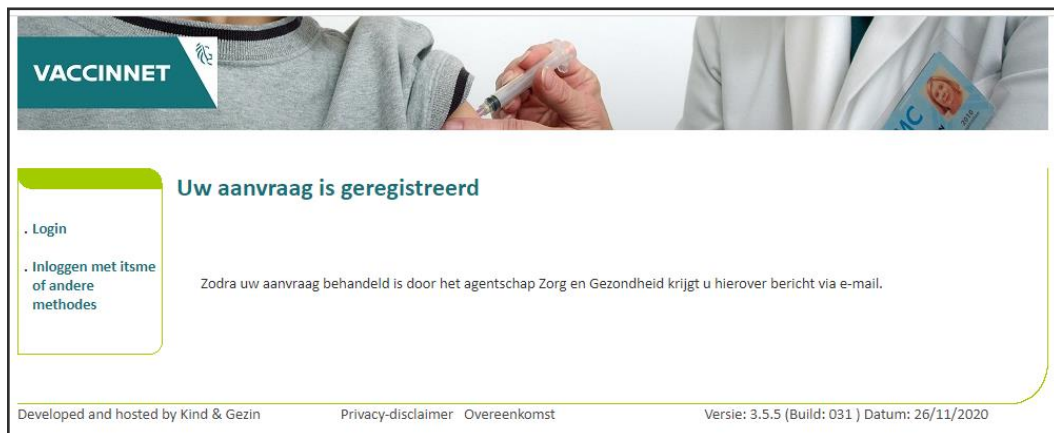 VACCINNET
MC
2010
Uw aanvraag is geregistreerd
. Login
. Inloggen met itsme
of andere
methodes
Zodra uw aanvraag behandeld is door het agentschap Zorg en Gezondheid krijgt u hierover bericht via e-mail.
Developed and hosted by Kind & Gezin Privacy-disclaimer Overeenkomst Versie: 3.5.5 (Build: 031 ) Datum: 26/11/2020